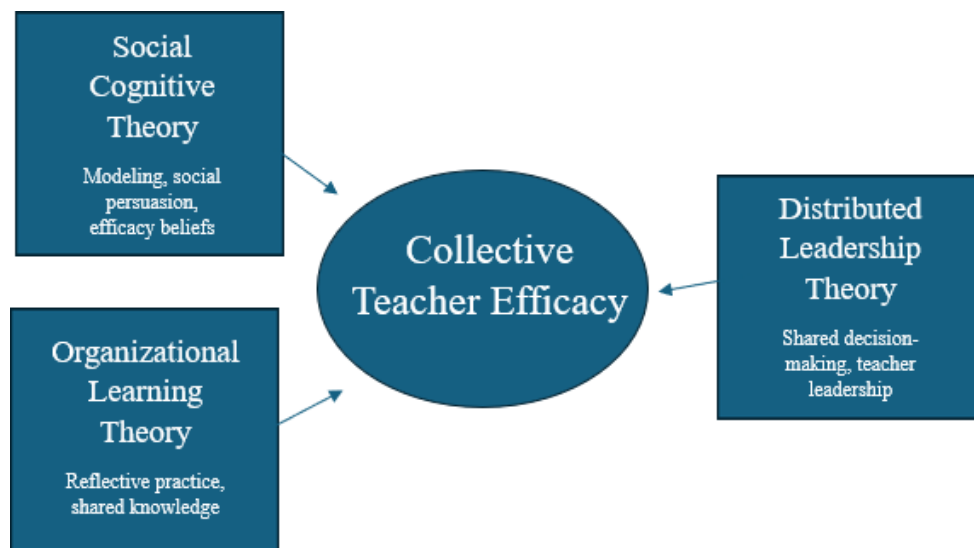 Social
Cognitive
Theory
Modeling, social
persuasion,
efficacy beliefs
Organizational
Learning
Theory
Reflective practice,
shared knowledge
Collective
Teacher Efficacy
Distributed
Leadership
Theory
Shared decision-
making, teacher
leadership